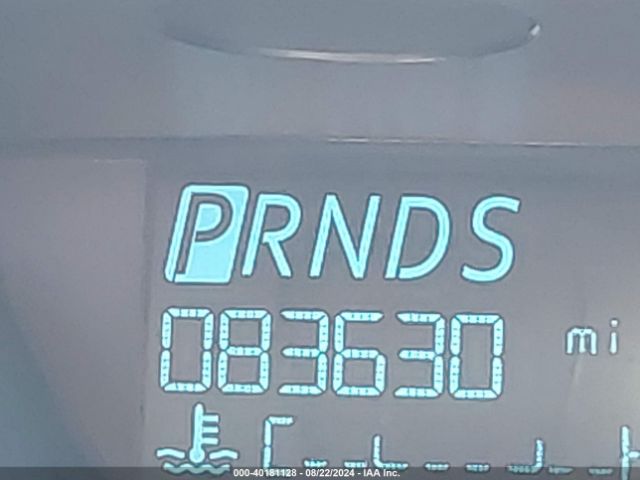 PRNDS
083630 mi
C H
000-40181128 - 08/22/2024 - IAA Inc.